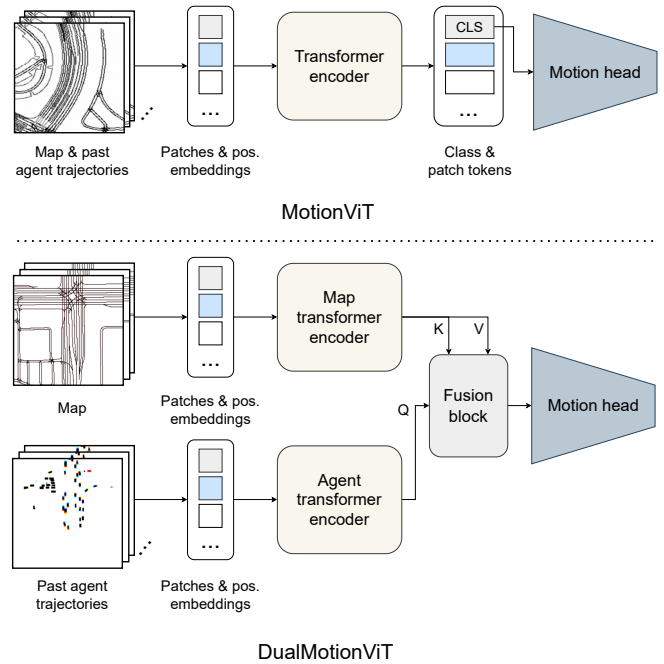 CLS
Transformer
encoder
Motion head
...
...
...
Map & past
agent trajectories
Patches & pos.
embeddings
Class &
patch tokens
MotionViT
Map
transformer
encoder
K
V
...
Map
Patches & pos.
embeddings
Fusion
block
Motion head
Q
Agent
transformer
encoder
...
...
Past agent
trajectories
Patches & pos.
embeddings
DualMotionViT